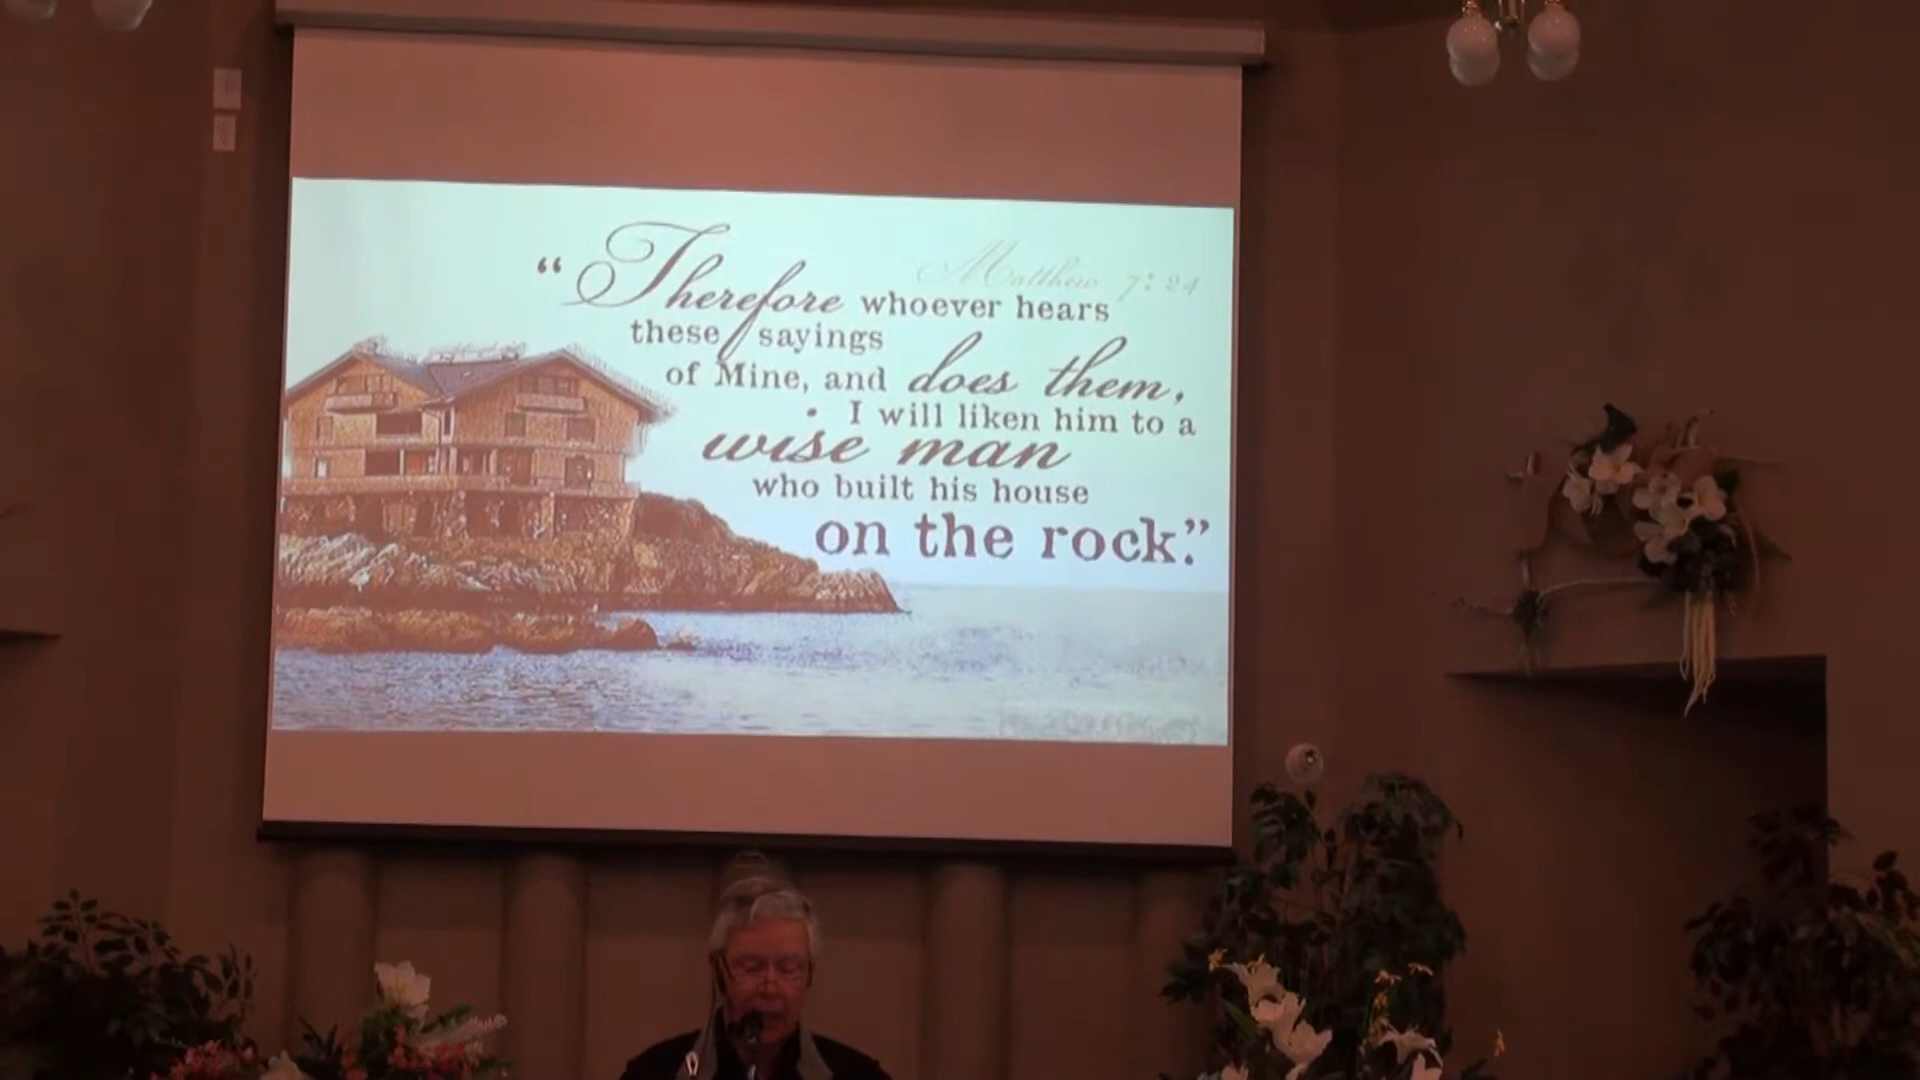 Matthew 7:24
“Therefore whoever hears
these sayings
of Mine, and does them,
I will liken him to a
wise man
who built his house
on the rock.”